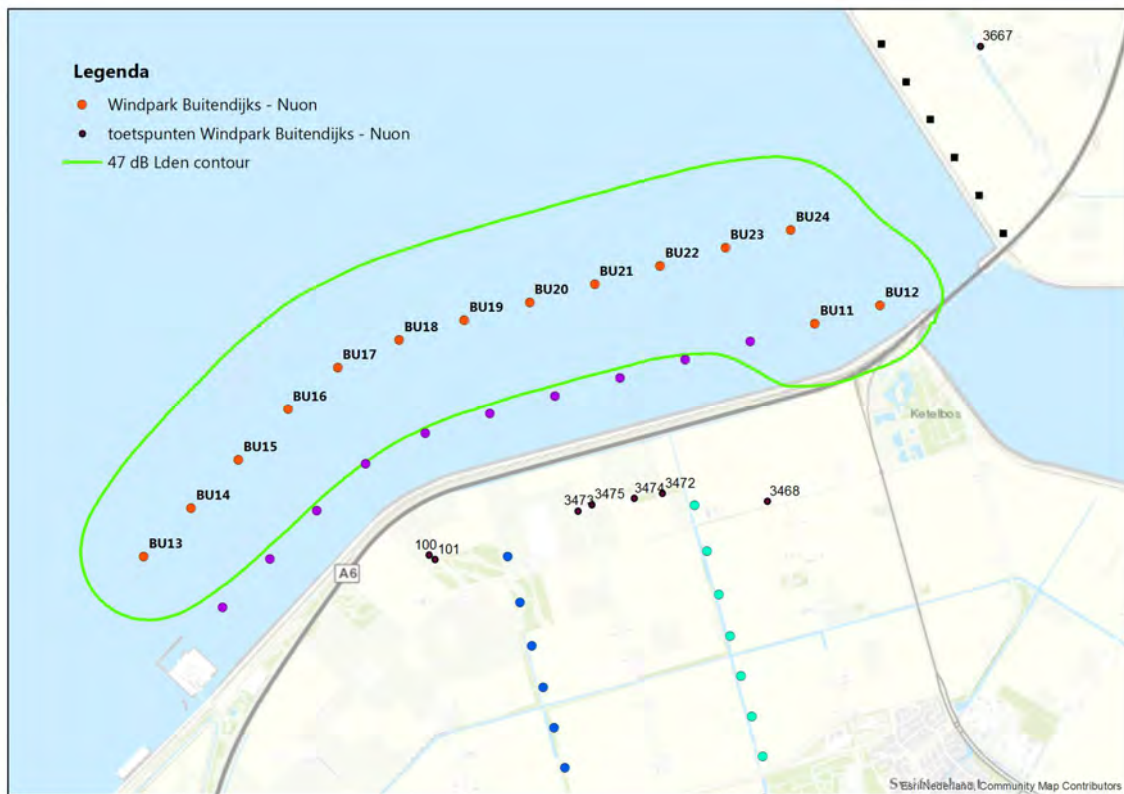 3667
Legenda
Windpark Buitendijks - Nuon
toetspunten Windpark Buitendijks - Nuon
47 dB Lden contour
BU24
BU23
BU22
BU21
BU20
BU19
BU18
BU17
BU16
BU15
BU14
BU13
BU12
BU11
Ketelbos
3473
3475
3474
3472
3468
100
101
A6
Esri Nederland, Community Map Contributors